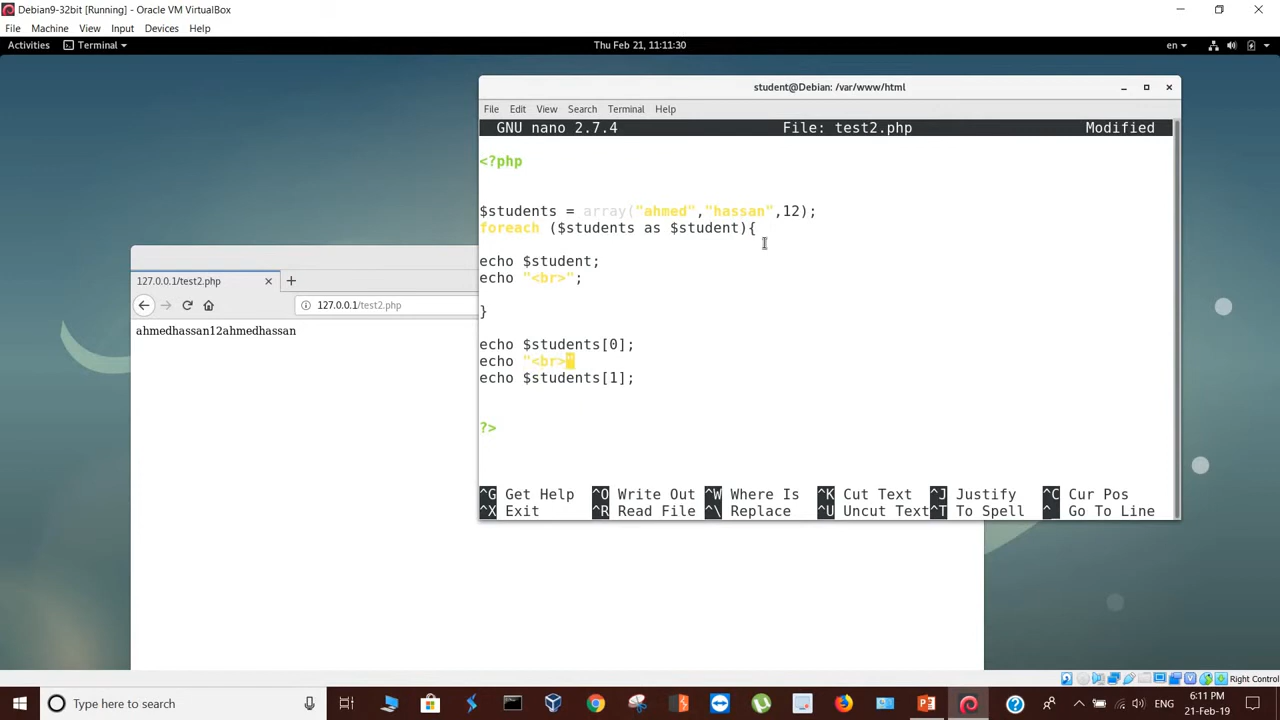 Debian9-32bit [Running] - Oracle VM VirtualBox
File Machine View Input Devices Help
Activities Terminal Thu Feb 21, 11:11:30 en
student@Debian: /var/www/html
File Edit View Search Terminal Help
GNU nano 2.7.4 File: test2.php Modified
<?php
$students = array("ahmed","hassan",12);
foreach ($students as $student){
echo $student;
echo "<br>";
}
echo $students[0];
echo "<br>"
echo $students[1];
?>
^G Get Help ^O Write Out ^W Where Is ^K Cut Text ^J Justify ^C Cur Pos
^X Exit ^R Read File ^\ Replace ^U Uncut Text ^T To Spell ^_ Go To Line
127.0.0.1/test2.php
127.0.0.1/test2.php
ahmedhassan12ahmedhassan
Right Control
Type here to search
ENG
6:11 PM
21-Feb-19